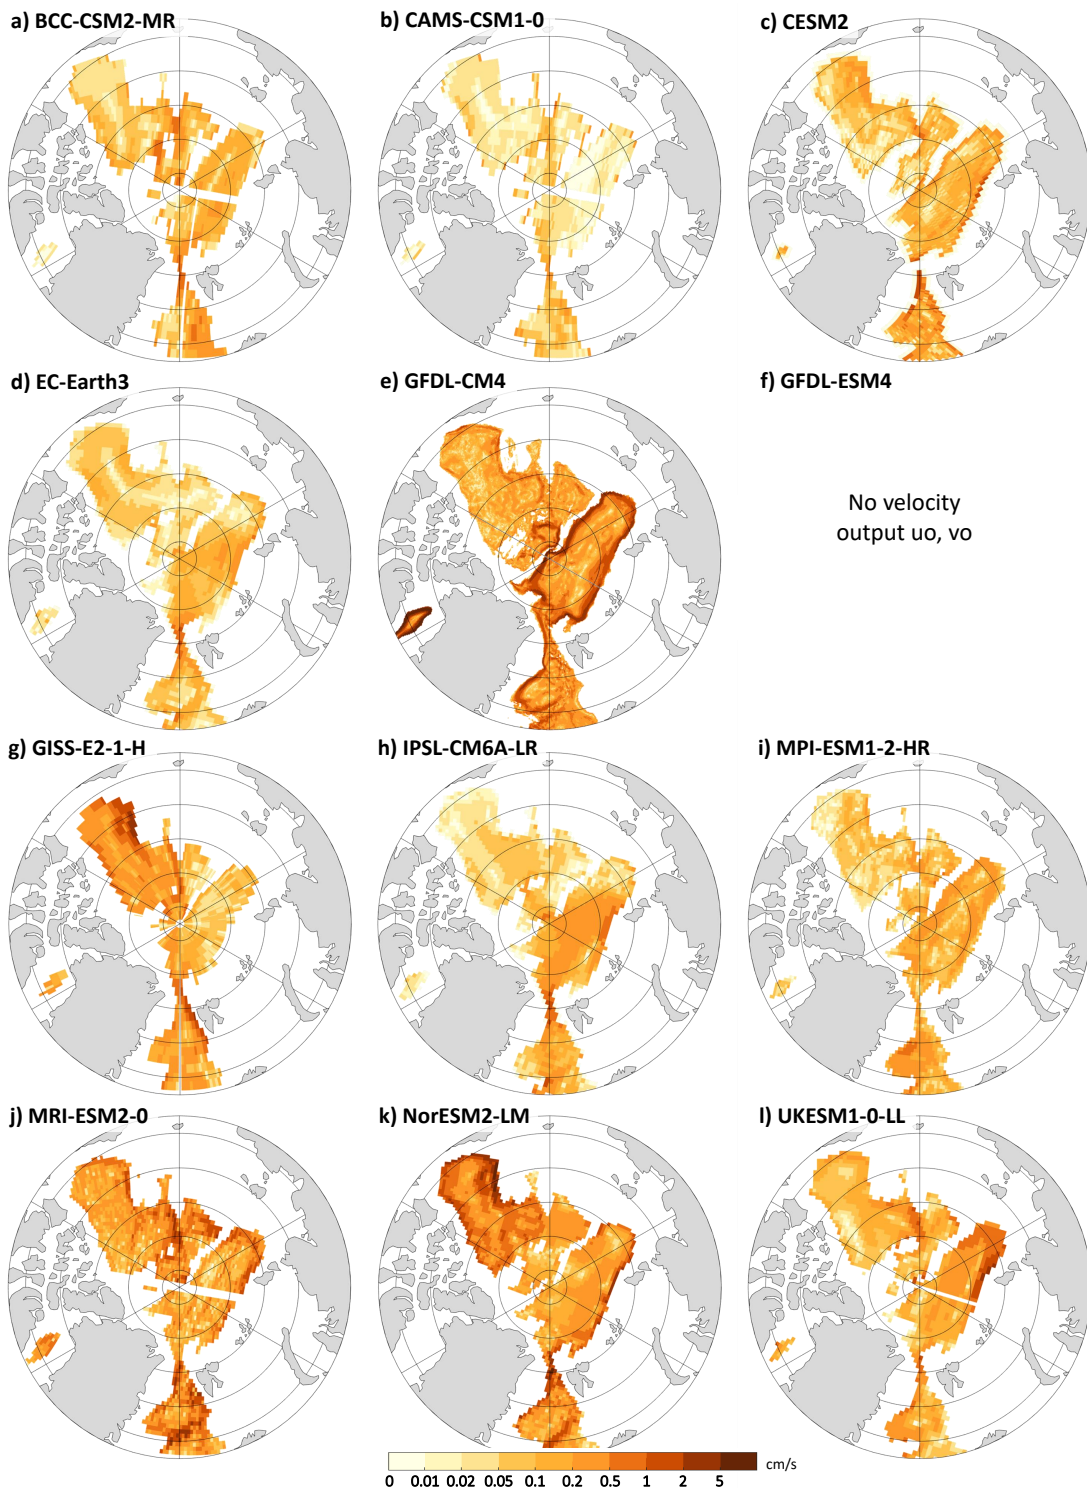 a) BCC-CSM2-MR
b) CAMS-CSM1-0
c) CESM2
d) EC-Earth3
e) GFDL-CM4
f) GFDL-ESM4
No velocity
output uo, vo
g) GISS-E2-1-H
h) IPSL-CM6A-LR
i) MPI-ESM1-2-HR
j) MRI-ESM2-0
k) NorESM2-LM
l) UKESM1-0-LL
cm/s
0 0.01 0.02 0.05 0.1 0.2 0.5 1 2 5